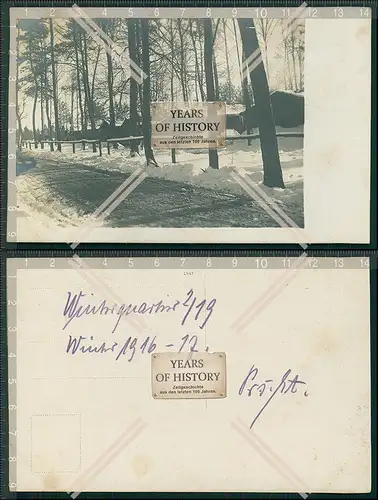 YEARS
OF HISTORY
Zeitgeschichte
aus den letzten 100 Jahren.
Winterquartier 2/19
Winter 1916-17.
YEARS
OF HISTORY
Zeitgeschichte
aus den letzten 100 Jahren.